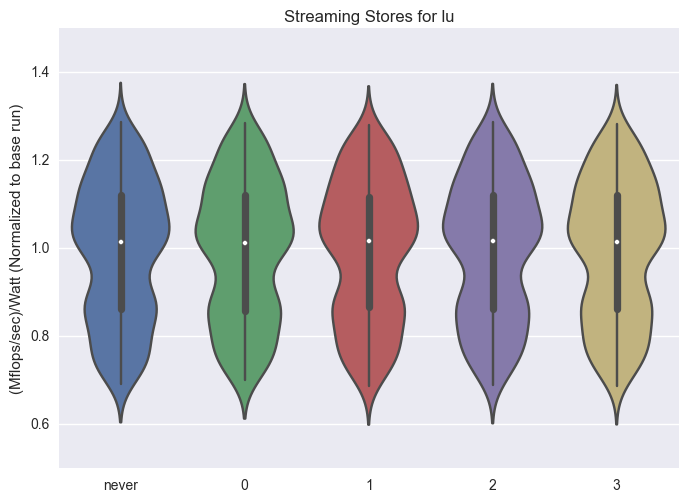 Streaming Stores for lu
(Mflops/sec)/Watt (Normalized to base run)
1.4
1.2
1.0
0.8
0.6
never 0 1 2 3